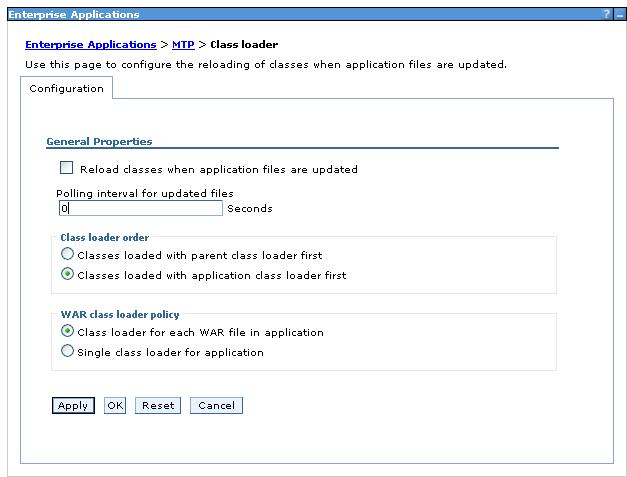 Enterprise Applications ? _
Enterprise Applications > MTP > Class loader
Use this page to configure the reloading of classes when application files are updated.
Configuration
General Properties
Reload classes when application files are updated
Polling interval for updated files
0 Seconds
Class loader order
Classes loaded with parent class loader first
Classes loaded with application class loader first
WAR class loader policy
Class loader for each WAR file in application
Single class loader for application
Apply OK Reset Cancel